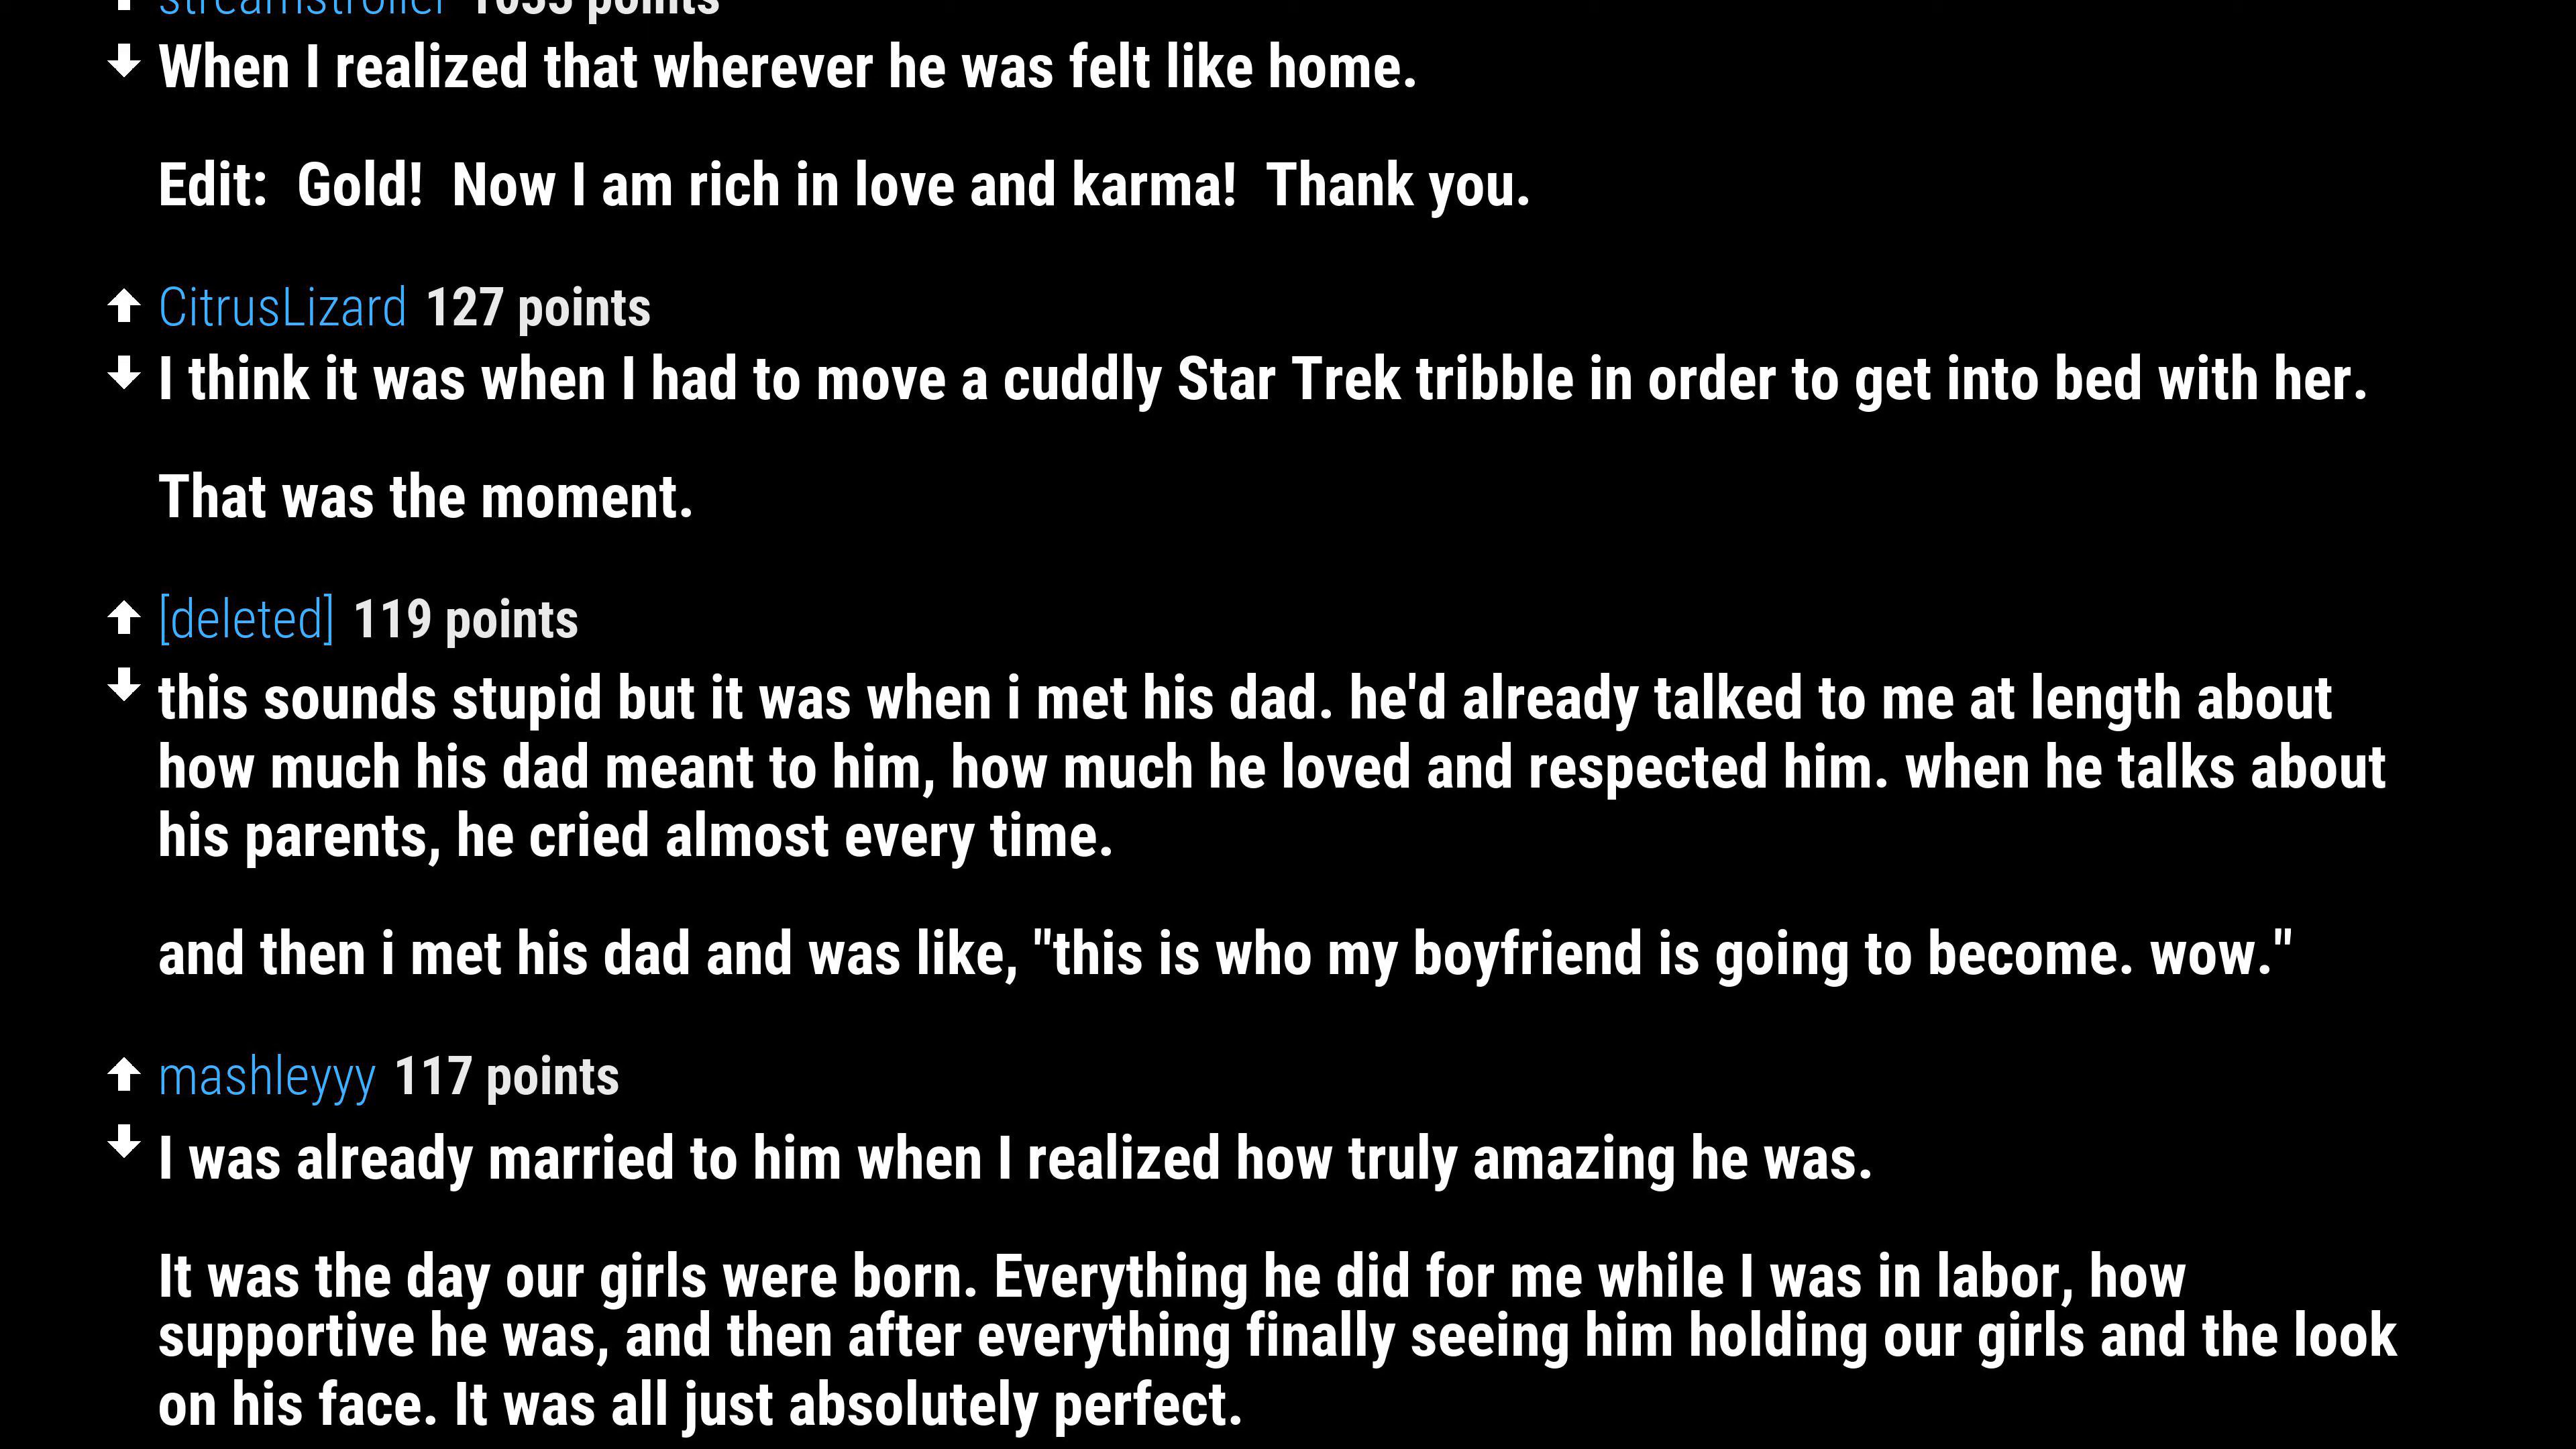 streamstroller 1055 points
When I realized that wherever he was felt like home.
Edit:  Gold!  Now I am rich in love and karma!  Thank you.
CitrusLizard 127 points
I think it was when I had to move a cuddly Star Trek tribble in order to get into bed with her.
That was the moment.
[deleted] 119 points
this sounds stupid but it was when i met his dad. he'd already talked to me at length about
how much his dad meant to him, how much he loved and respected him. when he talks about
his parents, he cried almost every time.
and then i met his dad and was like, "this is who my boyfriend is going to become. wow."
mashleyyy 117 points
I was already married to him when I realized how truly amazing he was.
It was the day our girls were born. Everything he did for me while I was in labor, how
supportive he was, and then after everything finally seeing him holding our girls and the look
on his face. It was all just absolutely perfect.